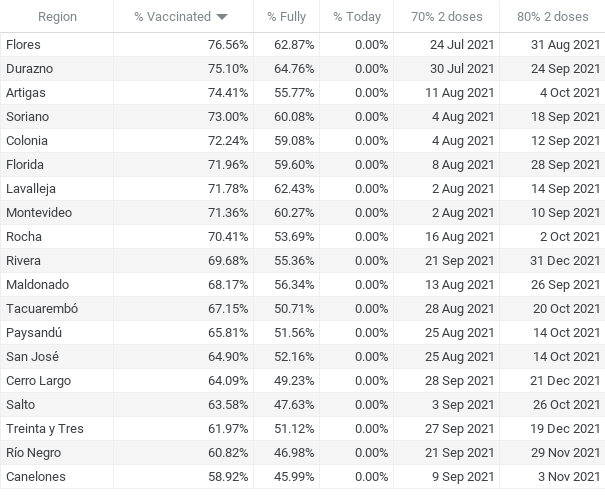 Region % Vaccinated % Fully % Today 70% 2 doses 80% 2 doses
Flores 76.56% 62.87% 0.00% 24 Jul 2021 31 Aug 2021
Durazno 75.10% 64.76% 0.00% 30 Jul 2021 24 Sep 2021
Artigas 74.41% 55.77% 0.00% 11 Aug 2021 4 Oct 2021
Soriano 73.00% 60.08% 0.00% 4 Aug 2021 18 Sep 2021
Colonia 72.24% 59.08% 0.00% 4 Aug 2021 12 Sep 2021
Florida 71.96% 59.60% 0.00% 8 Aug 2021 28 Sep 2021
Lavalleja 71.78% 62.43% 0.00% 2 Aug 2021 14 Sep 2021
Montevideo 71.36% 60.27% 0.00% 2 Aug 2021 10 Sep 2021
Rocha 70.41% 53.69% 0.00% 16 Aug 2021 2 Oct 2021
Rivera 69.68% 55.36% 0.00% 21 Sep 2021 31 Dec 2021
Maldonado 68.17% 56.34% 0.00% 13 Aug 2021 26 Sep 2021
Tacuarembó 67.15% 50.71% 0.00% 28 Aug 2021 20 Oct 2021
Paysandú 65.81% 51.56% 0.00% 25 Aug 2021 14 Oct 2021
San José 64.90% 52.16% 0.00% 25 Aug 2021 14 Oct 2021
Cerro Largo 64.09% 49.23% 0.00% 28 Sep 2021 21 Dec 2021
Salto 63.58% 47.63% 0.00% 3 Sep 2021 26 Oct 2021
Treinta y Tres 61.97% 51.12% 0.00% 27 Sep 2021 19 Dec 2021
Río Negro 60.82% 46.98% 0.00% 21 Sep 2021 29 Nov 2021
Canelones 58.92% 45.99% 0.00% 9 Sep 2021 3 Nov 2021